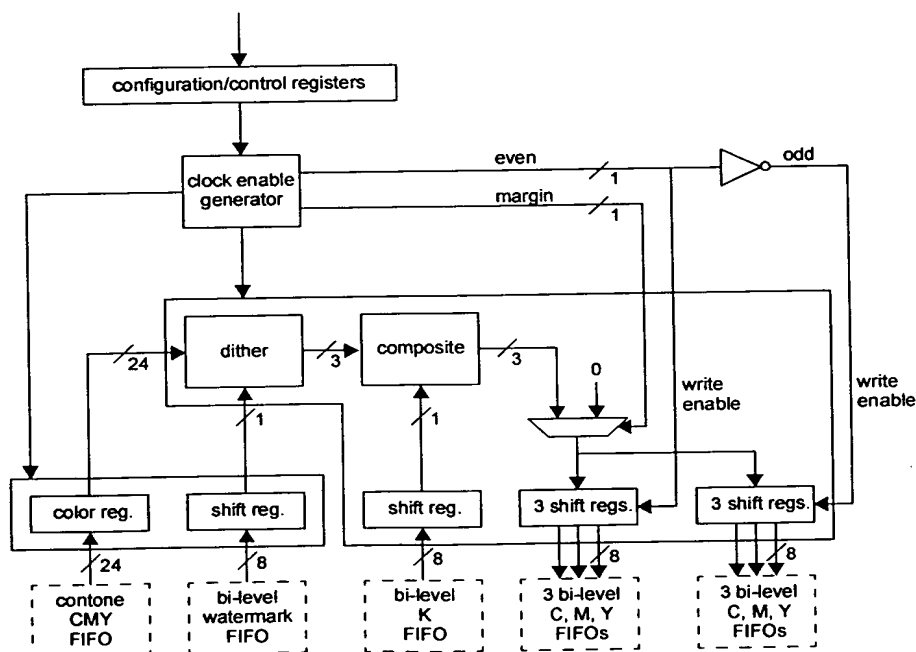 configuration/control registers
clock enable
generator
even
1
odd
margin
1
dither
composite
24
3
3
0
1
1
write
enable
write
enable
color reg.
shift reg.
shift reg.
3 shift regs.
3 shift regs.
24
8
8
8
8
contone
CMY
FIFO
bi-level
watermark
FIFO
bi-level
K
FIFO
3 bi-level
C, M, Y
FIFOs
3 bi-level
C, M, Y
FIFOs